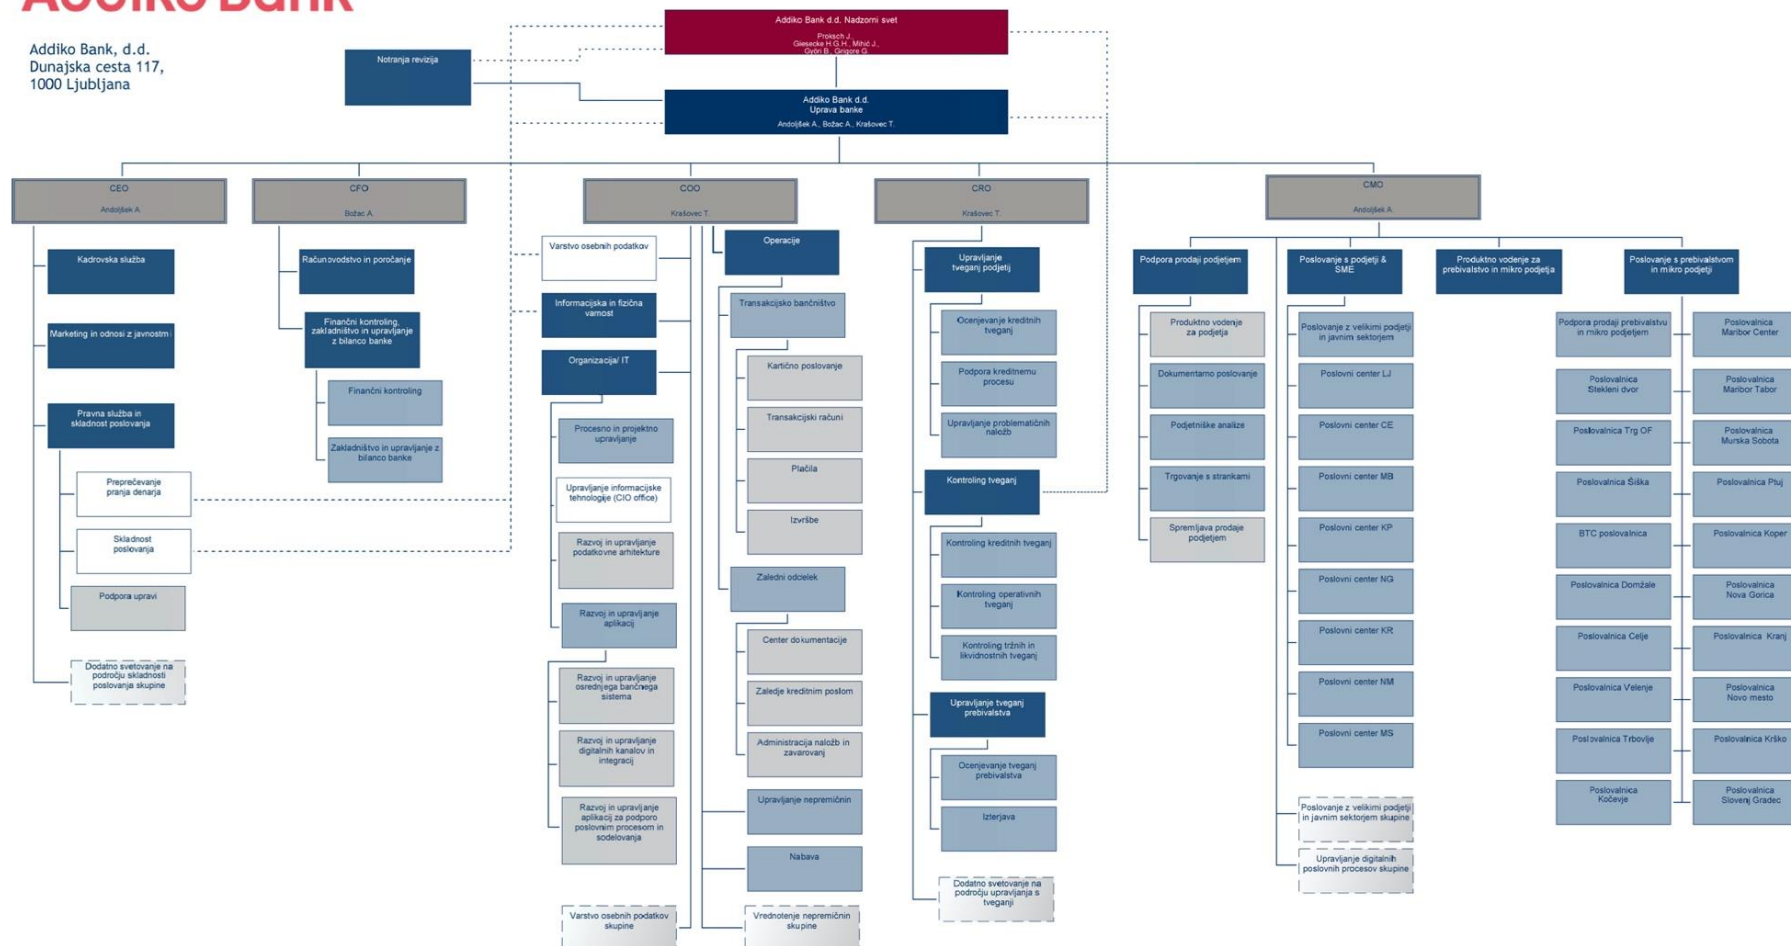 Addiko Bank
Addiko Bank, d.d.
Dunajska cesta 117,
1000 Ljubljana
Notranja revizija
Addiko Bank d.d. Nadzorni svet
Proksch J.,
Giesecke H.G.H., Mihić J.,
Győri B., Grigore G.
Addiko Bank d.d.
Uprava banke
Andoljšek A., Božac A., Krašovec T.
CEO
Andoljšek A.
CFO
Božac A.
COO
Krašovec T.
CRO
Krašovec T.
CMO
Andoljšek A.
Kadrovska služba
Marketing in odnosi z javnostmi
Pravna služba in
skladnost poslovanja
Preprečevanje
pranja denarja
Skladnost
poslovanja
Podpora upravi
Dodatno svetovanje na
področju skladnosti
poslovanja skupine
Računovodstvo in poročanje
Finančni kontroling,
zakladništvo in upravljanje
z bilanco banke
Finančni kontroling
Zakladništvo in upravljanje z
bilanco banke
Varstvo osebnih podatkov
Informacijska in fizična
varnost
Organizacija/ IT
Procesno in projektno
upravljanje
Upravljanje informacijske
tehnologije (CIO office)
Razvoj in upravljanje
podatkovne arhitekture
Razvoj in upravljanje
aplikacij
Razvoj in upravljanje
osrednjega bančnega
sistema
Razvoj in upravljanje
digitalnih kanalov in
integracij
Razvoj in upravljanje
aplikacij za podporo
poslovnim procesom in
sodelovanja
Varstvo osebnih podatkov
skupine
Operacije
Transakcijsko bančništvo
Kartično poslovanje
Transakcijski računi
Plačila
Izvršbe
Zaledni oddelek
Center dokumentacije
Zaledje kreditnim poslom
Administracija naložb in
zavarovanj
Upravljanje nepremičnin
Nabava
Vrednotenje nepremičnin
skupine
Upravljanje
tveganj podjetij
Ocenjevanje kreditnih
tveganj
Podpora kreditnemu
procesu
Upravljanje problematičnih
naložb
Kontroling tveganj
Kontroling kreditnih tveganj
Kontroling operativnih
tveganj
Kontroling tržnih in
likvidnostnih tveganj
Upravljanje tveganj
prebivalstva
Ocenjevanje tveganj
prebivalstva
Izterjava
Dodatno svetovanje na
področju upravljanja s
tveganji
Podpora prodaji podjetjem
Produktno vodenje
za podjetja
Dokumentarno poslovanje
Podjetniške analize
Trgovanje s strankami
Spremljava prodaje
podjetjem
Poslovanje s podjetji &
SME
Poslovanje z velikimi podjetji
in javnim sektorjem
Poslovni center LJ
Poslovni center CE
Poslovni center MB
Poslovni center KP
Poslovni center NG
Poslovni center KR
Poslovni center NM
Poslovni center MS
Poslovanje z velikimi podjetji
in javnim sektorjem skupine
Upravljanje digitalnih
poslovnih procesov skupine
Produktno vodenje za
prebivalstvo in mikro podjetja
Poslovanje s prebivalstvom
in mikro podjetji
Podpora prodaji prebivalstvu
in mikro podjetjem
Poslovalnica
Stekleni dvor
Poslovalnica Trg OF
Poslovalnica Šiška
BTC poslovalnica
Poslovalnica Domžale
Poslovalnica Celje
Poslovalnica Velenje
Poslovalnica Trbovlje
Poslovalnica
Kočevje
Poslovalnica
Maribor Center
Poslovalnica
Maribor Tabor
Poslovalnica
Murska Sobota
Poslovalnica Ptuj
Poslovalnica Koper
Poslovalnica
Nova Gorica
Poslovalnica Kranj
Poslovalnica
Novo mesto
Poslovalnica Krško
Poslovalnica
Slovenj Gradec